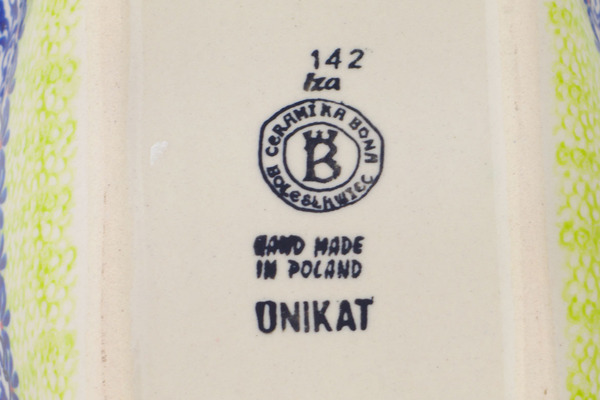 142
Iza
CERAMIKA BONA
B
BOLESŁAWIEC
HAND MADE
IN POLAND
UNIKAT